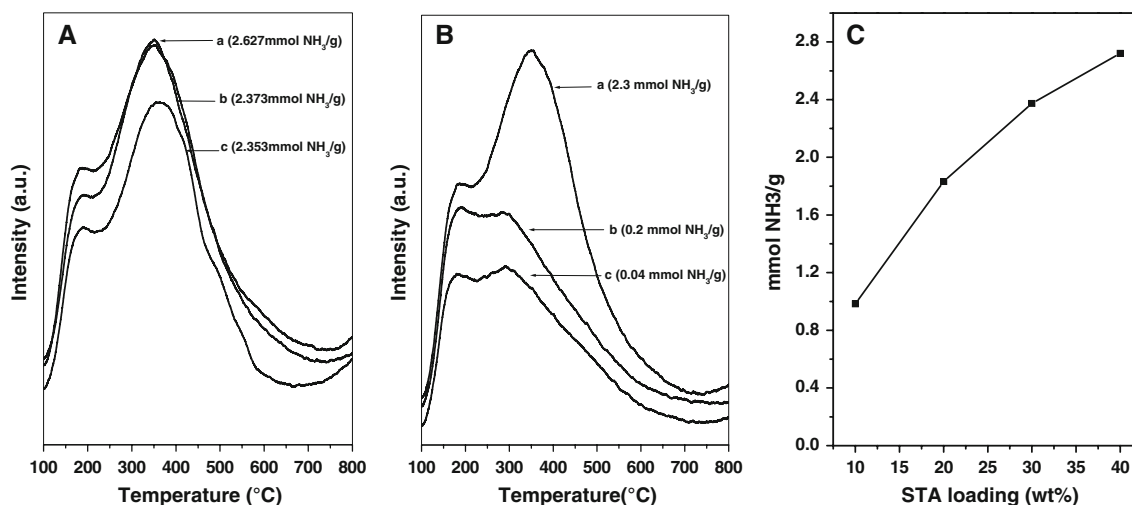 A
a (2.627mmol NH3/g)
b (2.373mmol NH3/g)
c (2.353mmol NH3/g)
Intensity (a.u.)
100 200 300 400 500 600 700 800
Temperature (°C)
B
a (2.3 mmol NH3/g)
b (0.2 mmol NH3/g)
c (0.04 mmol NH3/g)
Intensity (a.u.)
100 200 300 400 500 600 700 800
Temperature(°C)
C
mmol NH3/g
2.8
2.4
2.0
1.6
1.2
0.8
0.4
0.0
10 15 20 25 30 35 40
STA loading (wt%)